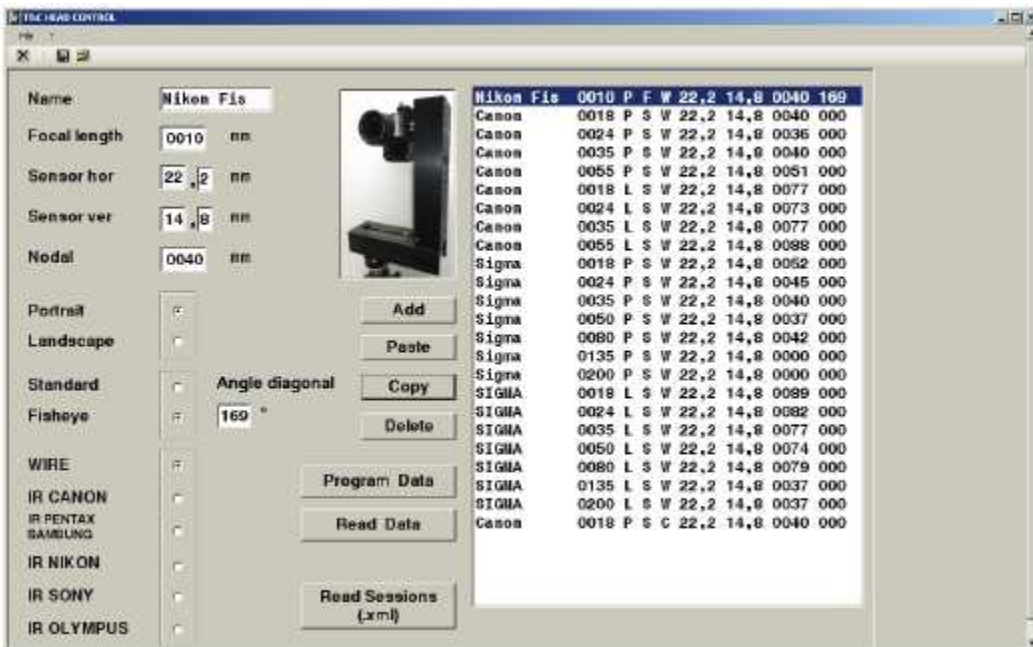 T&C HEAD CONTROL
File ?
Name Nikon Fis
Focal length 0010 mm
Sensor hor 22 ,2 mm
Sensor ver 14 ,8 mm
Nodal 0040 mm
Portrait
Landscape
Standard
Fisheye
Angle diagonal
169 °
WIRE
IR CANON
IR PENTAX
SAMSUNG
IR NIKON
IR SONY
IR OLYMPUS
Add
Paste
Copy
Delete
Program Data
Read Data
Read Sessions
(.xml)
Nikon Fis 0010 P F W 22,2 14,8 0040 169
Canon 0018 P S W 22,2 14,8 0040 000
Canon 0024 P S W 22,2 14,8 0036 000
Canon 0035 P S W 22,2 14,8 0040 000
Canon 0055 P S W 22,2 14,8 0051 000
Canon 0018 L S W 22,2 14,8 0077 000
Canon 0024 L S W 22,2 14,8 0073 000
Canon 0035 L S W 22,2 14,8 0077 000
Canon 0055 L S W 22,2 14,8 0088 000
Sigma 0018 P S W 22,2 14,8 0052 000
Sigma 0024 P S W 22,2 14,8 0045 000
Sigma 0035 P S W 22,2 14,8 0040 000
Sigma 0050 P S W 22,2 14,8 0037 000
Sigma 0080 P S W 22,2 14,8 0042 000
Sigma 0135 P S W 22,2 14,8 0000 000
Sigma 0200 P S W 22,2 14,8 0000 000
SIGMA 0018 L S W 22,2 14,8 0089 000
SIGMA 0024 L S W 22,2 14,8 0082 000
SIGMA 0035 L S W 22,2 14,8 0077 000
SIGMA 0050 L S W 22,2 14,8 0074 000
SIGMA 0080 L S W 22,2 14,8 0079 000
SIGMA 0135 L S W 22,2 14,8 0037 000
SIGMA 0200 L S W 22,2 14,8 0037 000
Canon 0018 P S C 22,2 14,8 0040 000